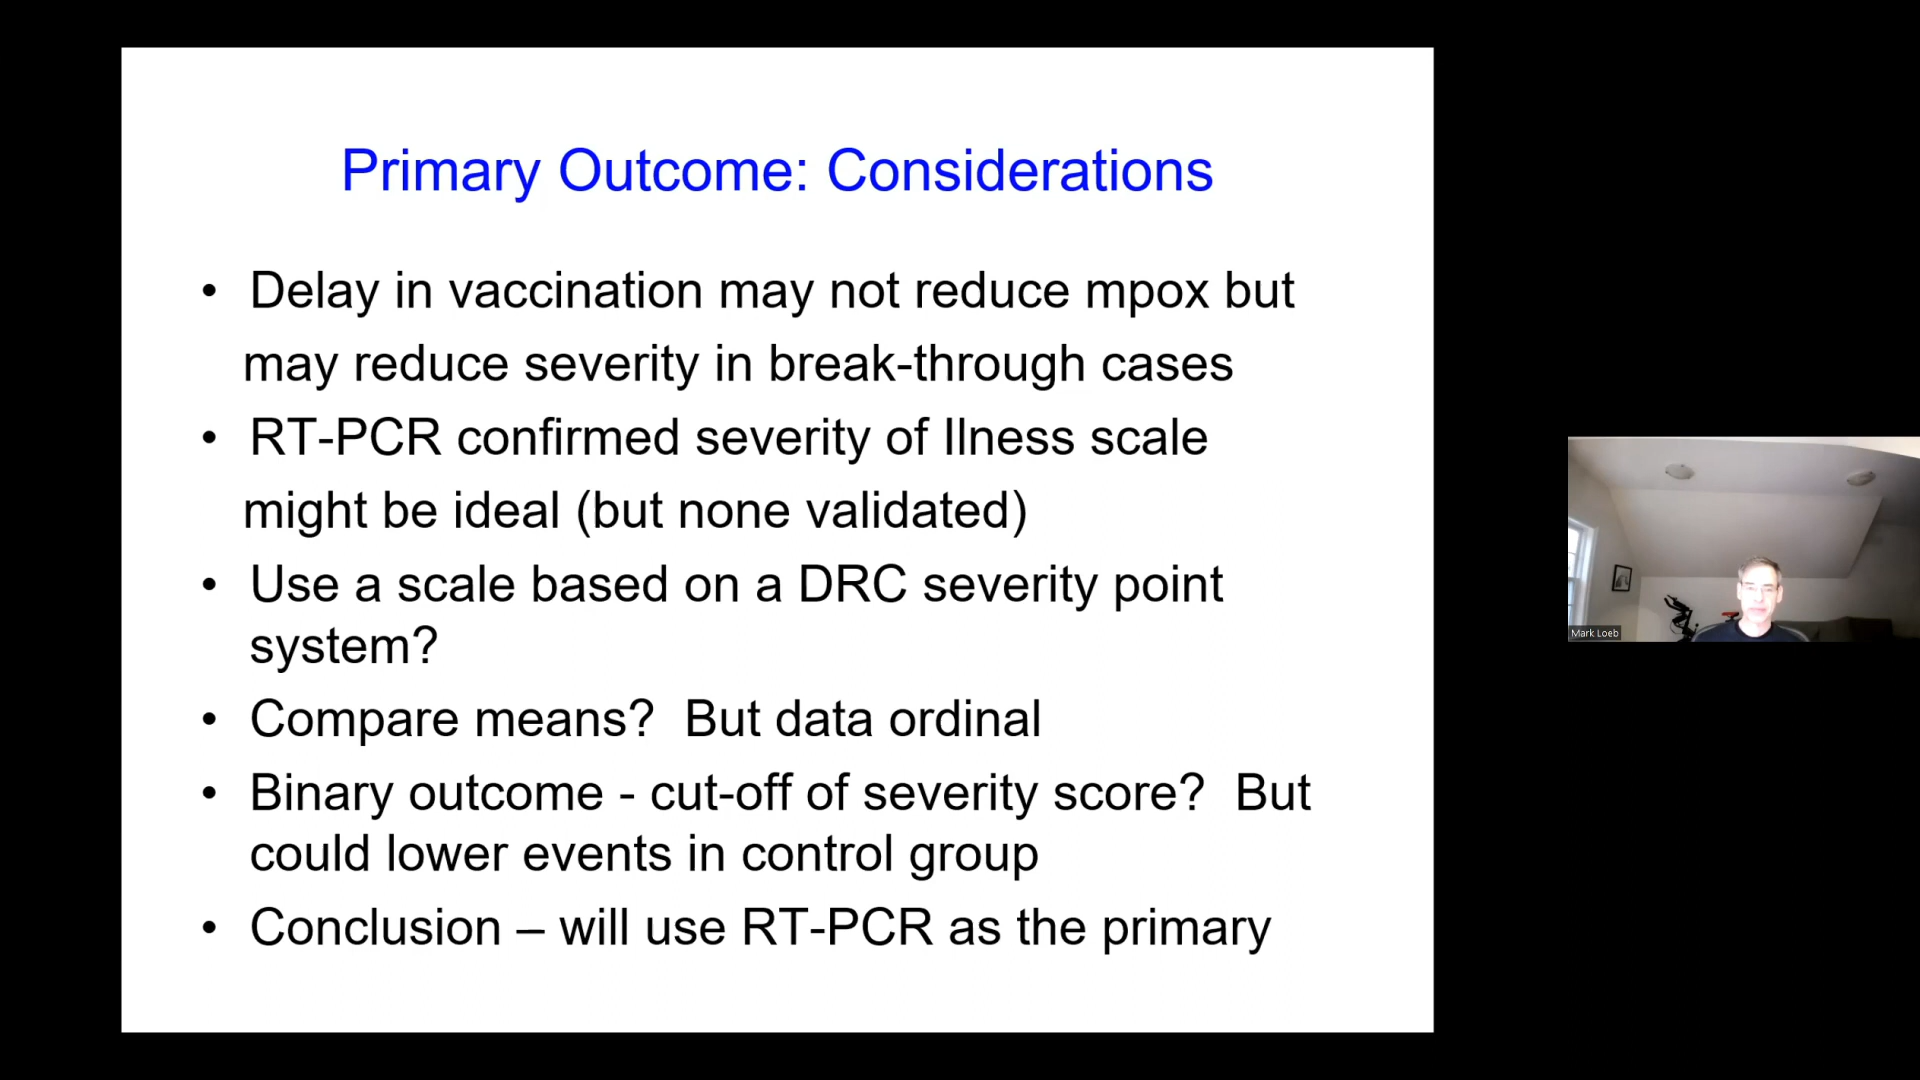 Primary Outcome: Considerations
• Delay in vaccination may not reduce mpox but
may reduce severity in break-through cases
• RT-PCR confirmed severity of Ilness scale
might be ideal (but none validated)
• Use a scale based on a DRC severity point
system?
• Compare means?  But data ordinal
• Binary outcome - cut-off of severity score?  But
could lower events in control group
• Conclusion – will use RT-PCR as the primary
Mark Loeb